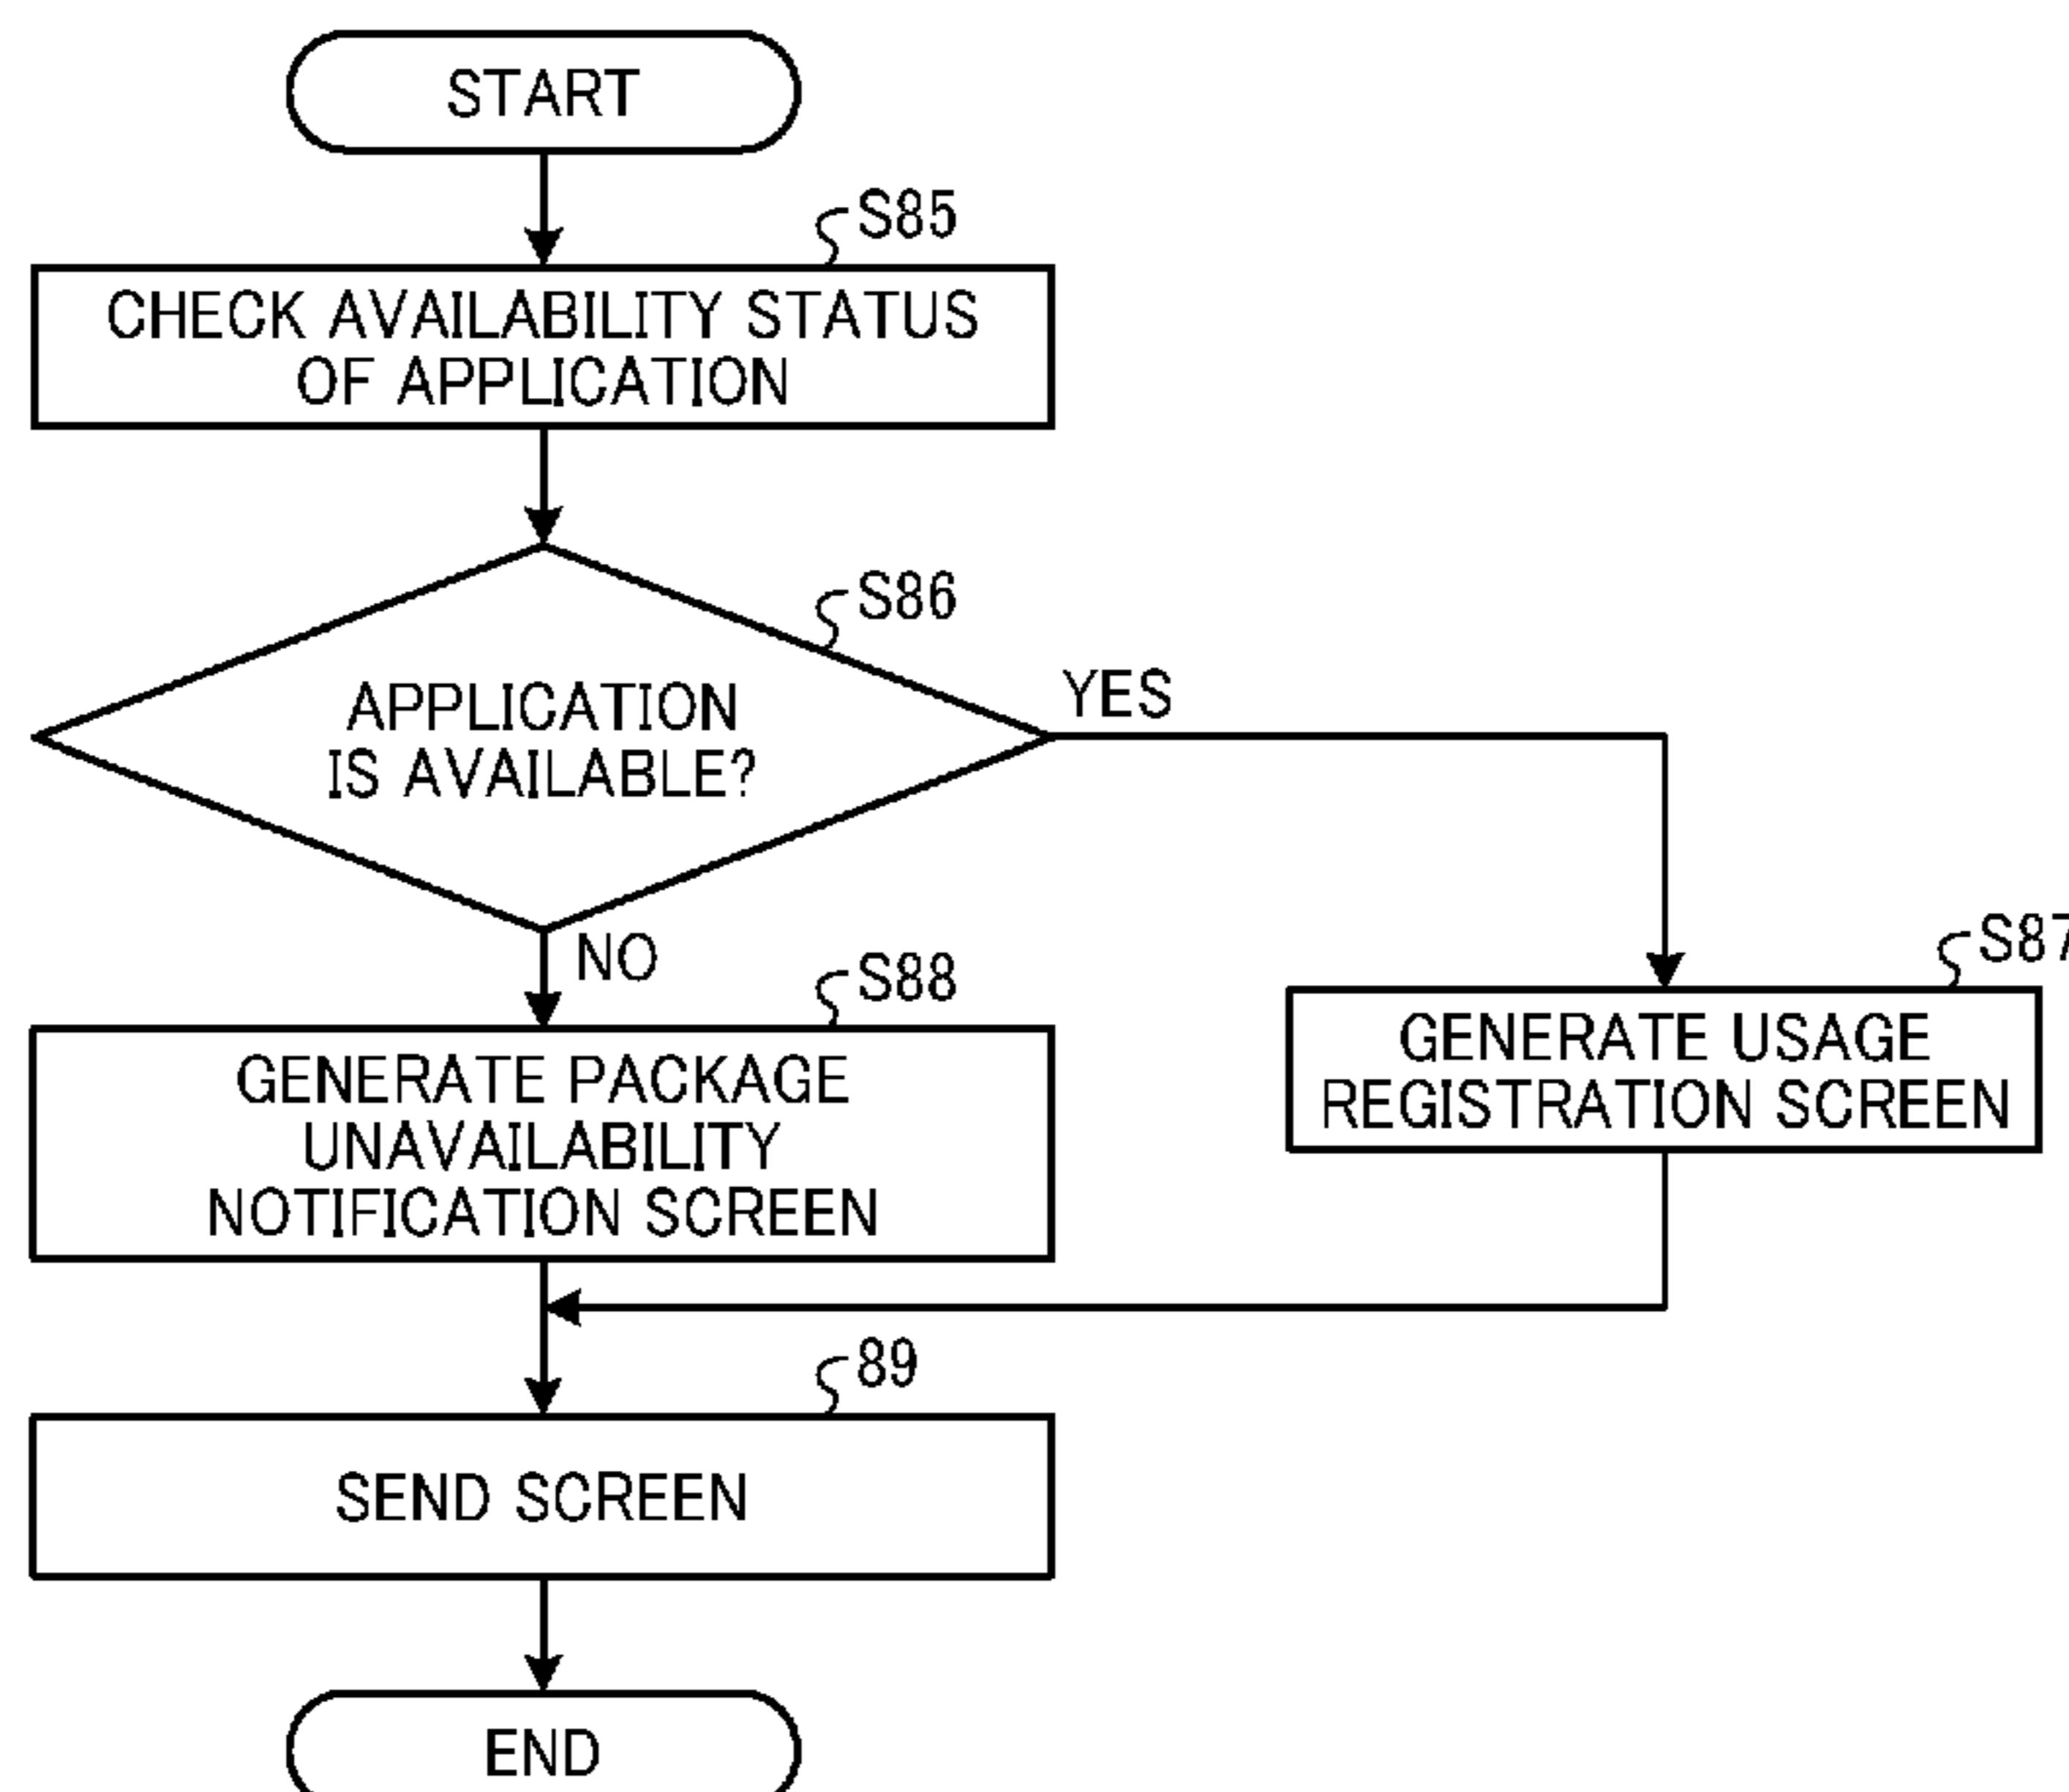 START
S85
CHECK AVAILABILITY STATUS
OF APPLICATION
S86
APPLICATION
IS AVAILABLE?
YES
NO
S87
GENERATE USAGE
REGISTRATION SCREEN
S88
GENERATE PACKAGE
UNAVAILABILITY
NOTIFICATION SCREEN
89
SEND SCREEN
END